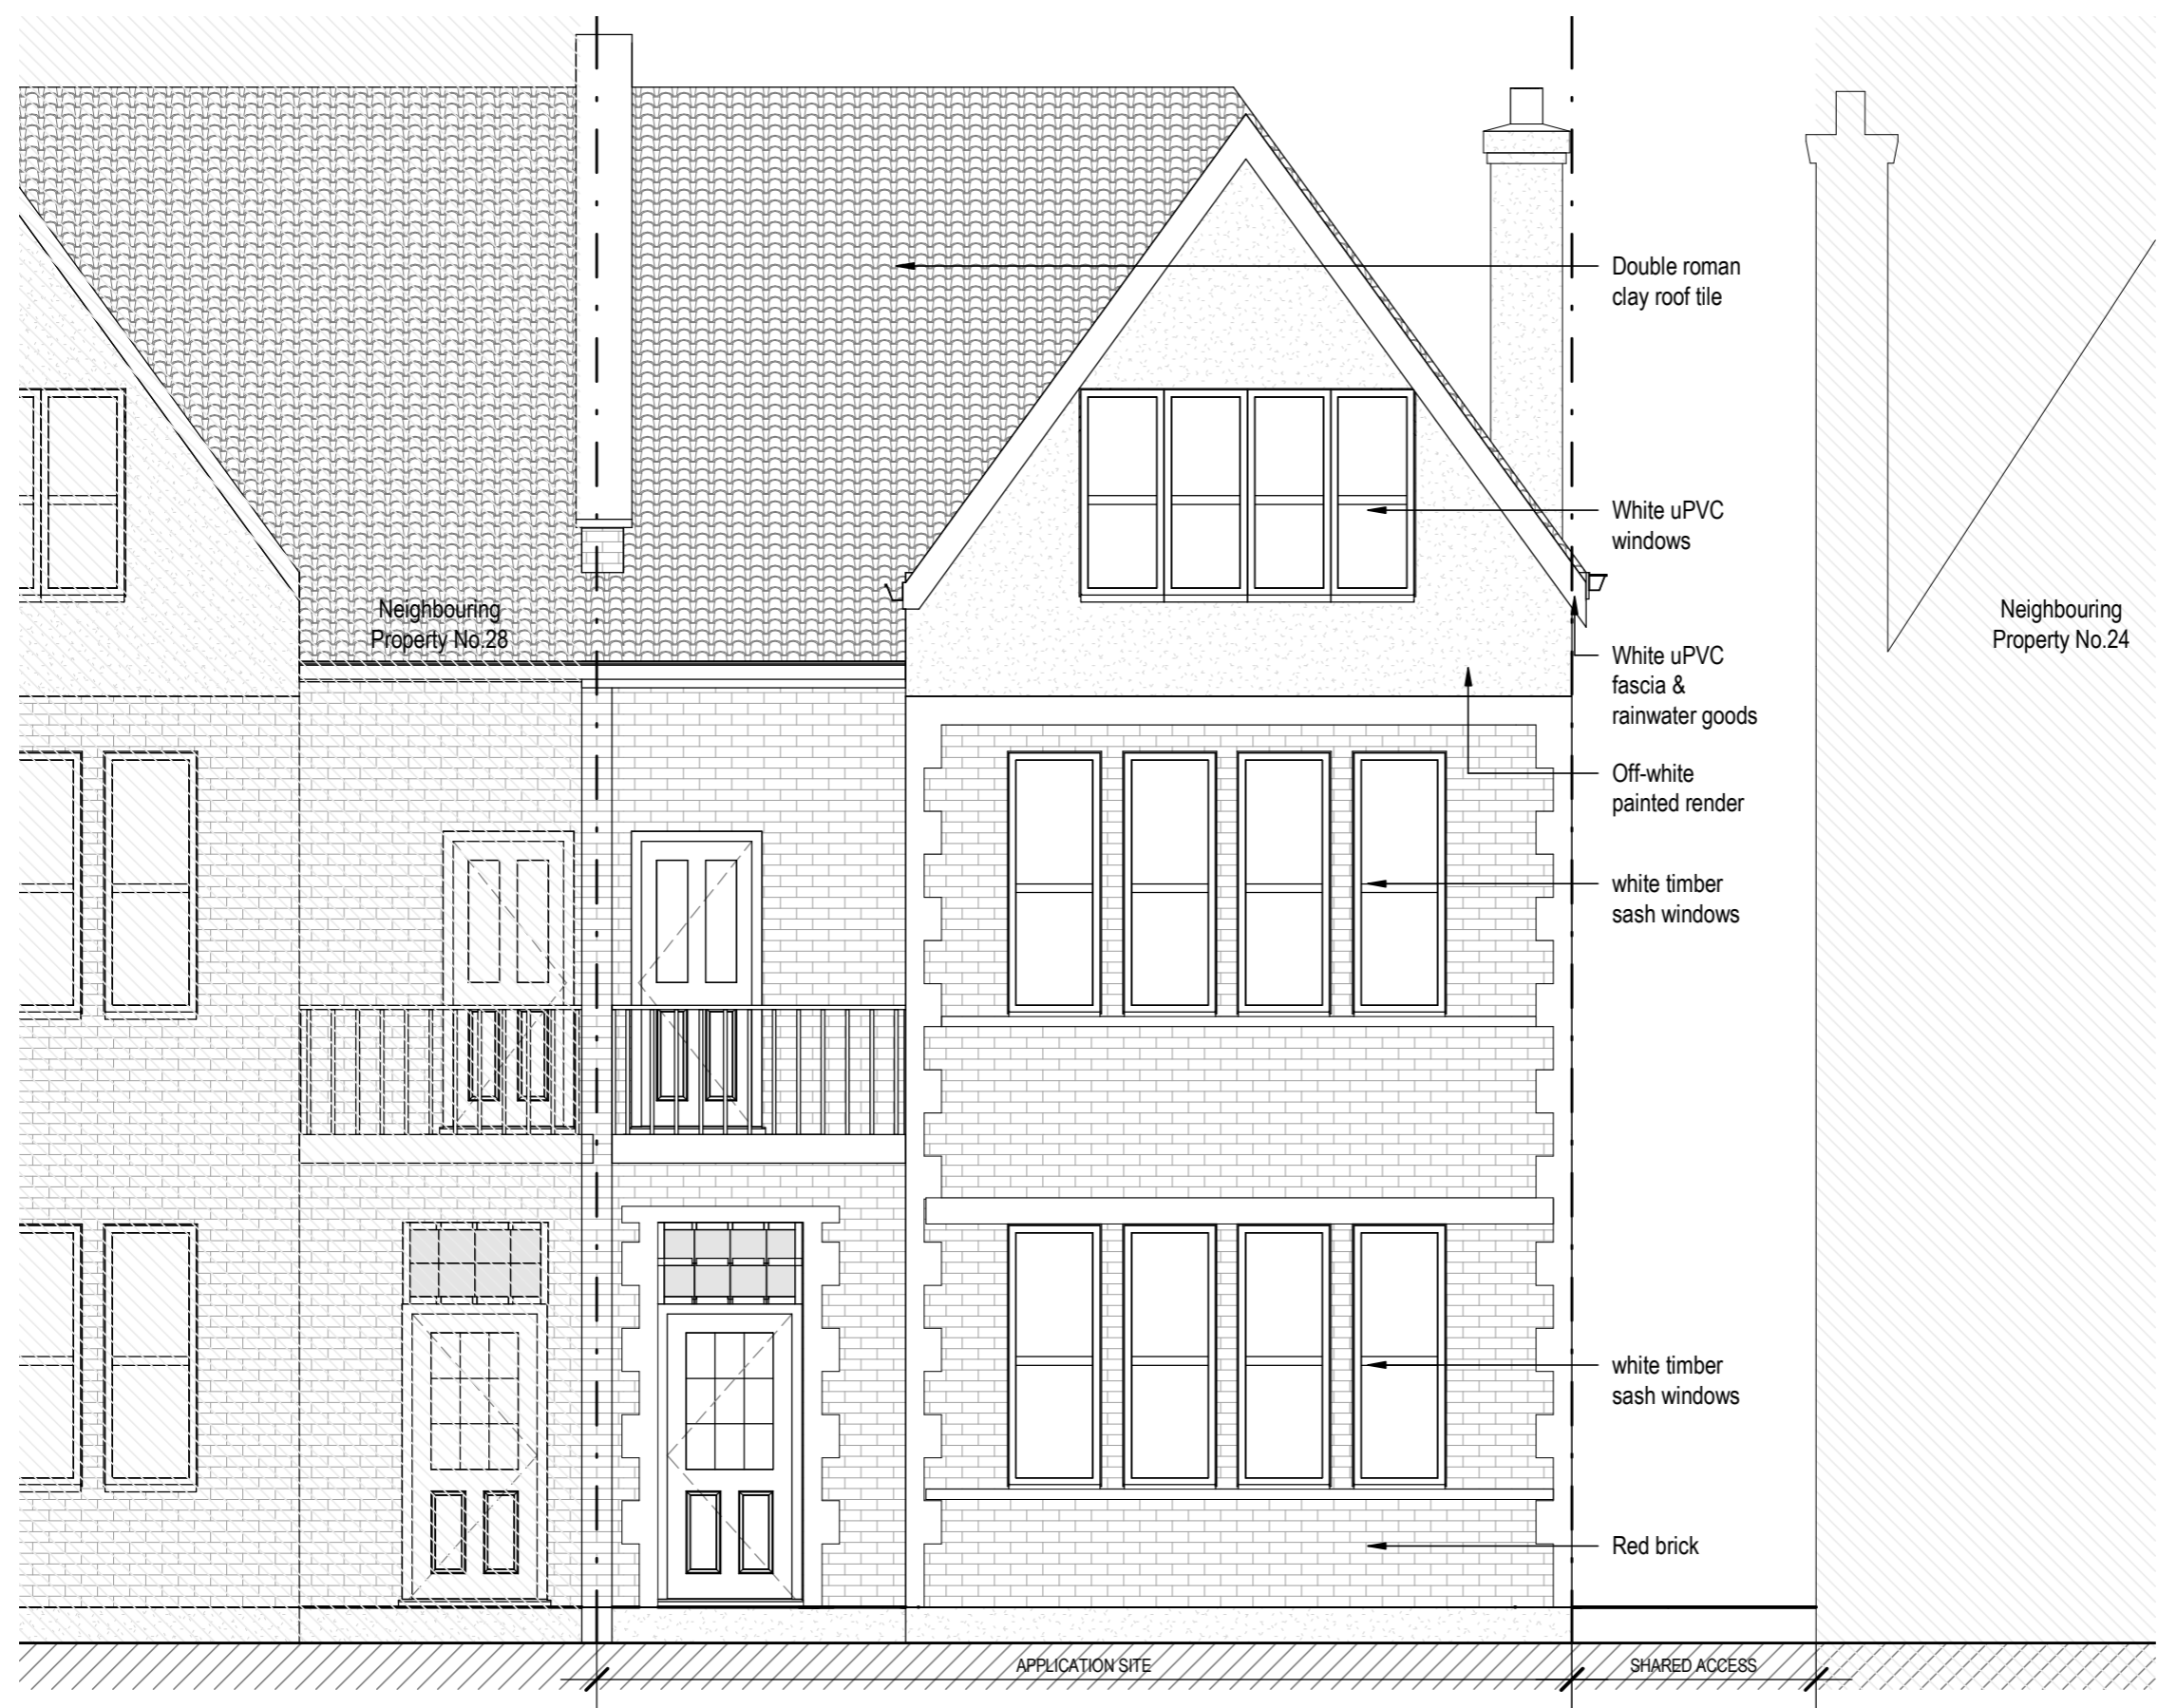 Double roman
clay roof tile
White uPVC
windows
Neighbouring
Property No.28
Neighbouring
Property No.24
White uPVC
fascia &
rainwater goods
Off-white
painted render
white timber
sash windows
white timber
sash windows
Red brick
APPLICATION SITE
SHARED ACCESS